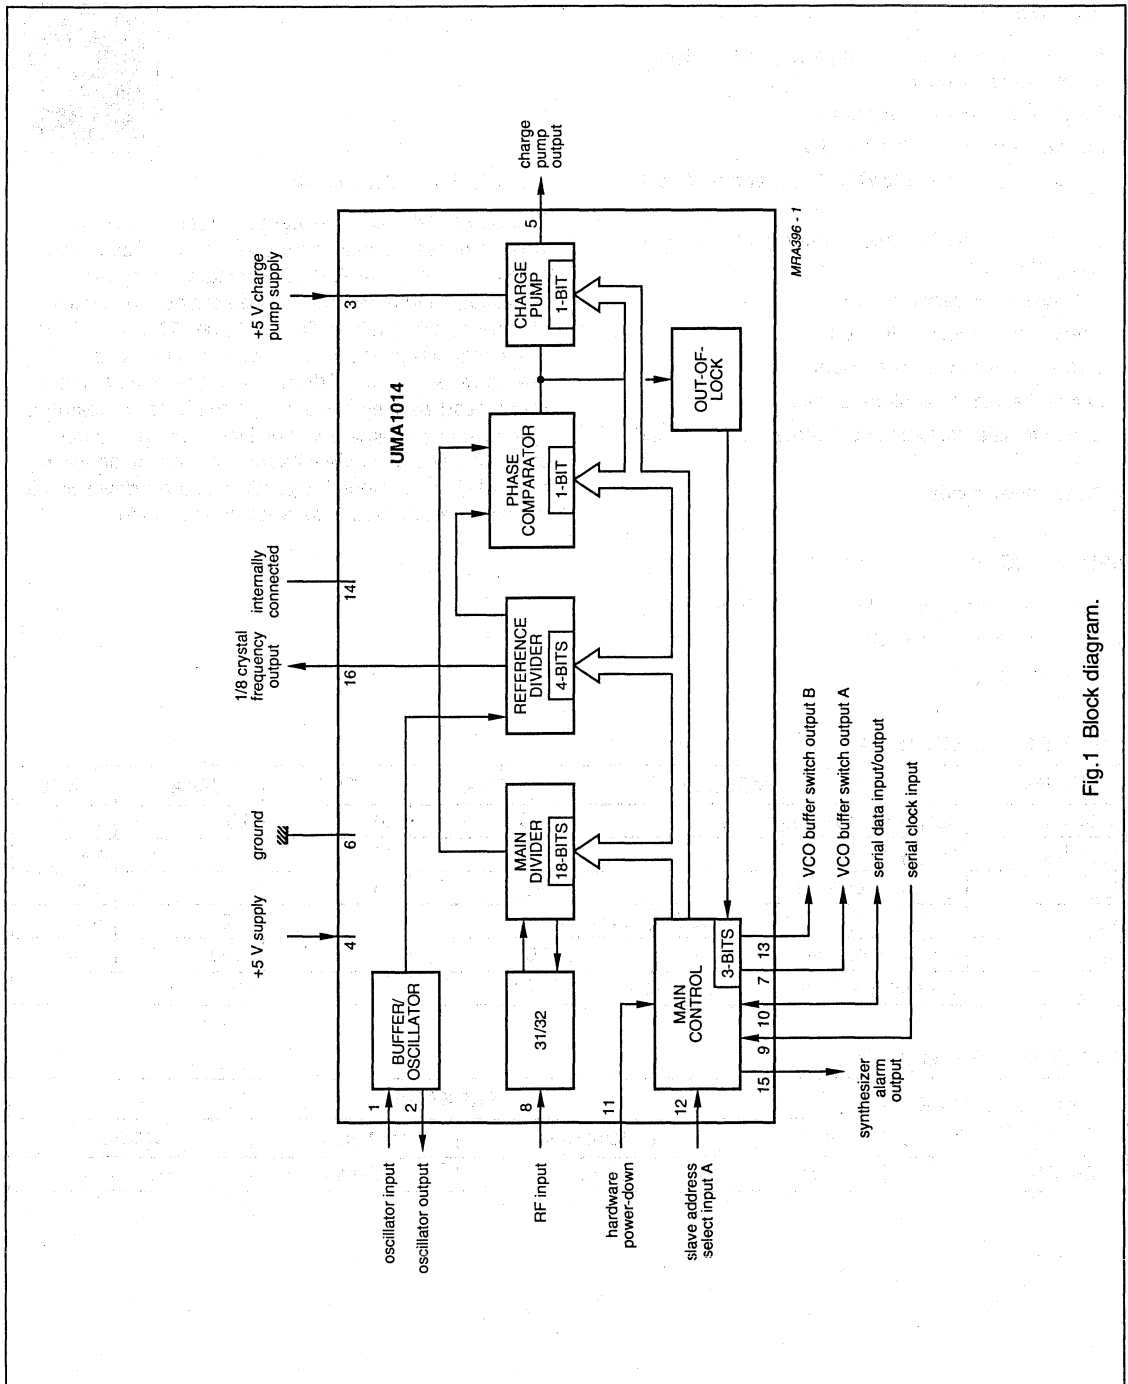 +5 V supply
ground
1/8 crystal
frequency
output
internally
connected
+5 V charge
pump supply
4
6
16
14
3
UMA1014
oscillator input
1
oscillator output
2
BUFFER/
OSCILLATOR
RF input
8
31/32
MAIN
DIVIDER
18-BITS
REFERENCE
DIVIDER
4-BITS
PHASE
COMPARATOR
1-BIT
CHARGE
PUMP
1-BIT
5
charge
pump
output
hardware
power-down
11
slave address
select input A
12
MAIN
CONTROL
3-BITS
OUT-OF-
LOCK
15
9
10
7
13
synthesizer
alarm
output
VCO buffer switch output B
VCO buffer switch output A
serial data input/output
serial clock input
MRA396 - 1
Fig.1 Block diagram.